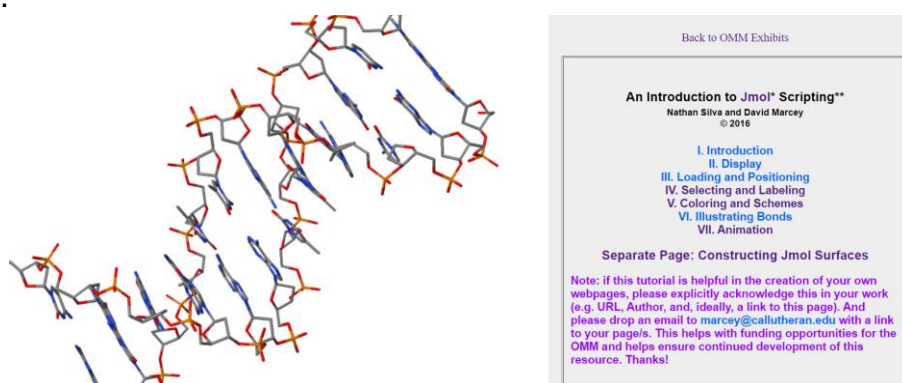 .
Back to OMM Exhibits
An Introduction to Jmol* Scripting**
Nathan Silva and David Marcey
© 2016
I. Introduction
II. Display
III. Loading and Positioning
IV. Selecting and Labeling
V. Coloring and Schemes
VI. Illustrating Bonds
VII. Animation
Separate Page: Constructing Jmol Surfaces
Note: if this tutorial is helpful in the creation of your own
webpages, please explicitly acknowledge this in your work
(e.g. URL, Author, and, ideally, a link to this page). And
please drop an email to marcey@callutheran.edu with a link
to your page/s. This helps with funding opportunities for the
OMM and helps ensure continued development of this
resource. Thanks!